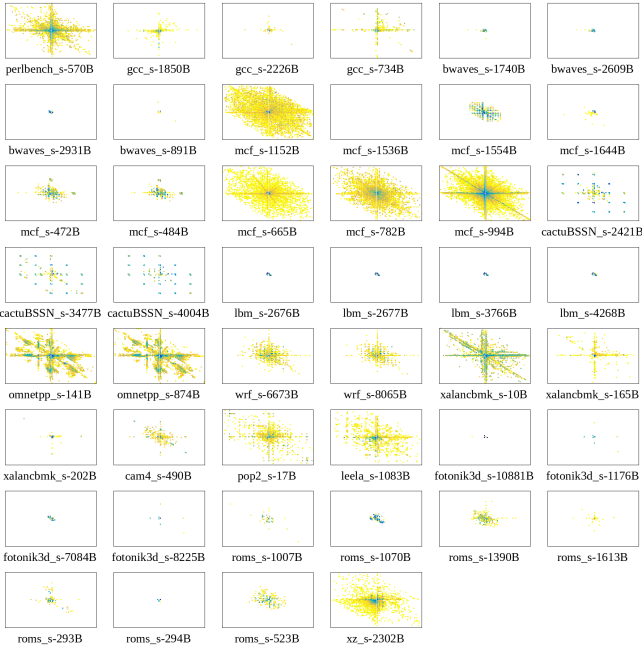 perlbench_s-570B gcc_s-1850B gcc_s-2226B gcc_s-734B bwaves_s-1740B bwaves_s-2609B
bwaves_s-2931B bwaves_s-891B mcf_s-1152B mcf_s-1536B mcf_s-1554B mcf_s-1644B
mcf_s-472B mcf_s-484B mcf_s-665B mcf_s-782B mcf_s-994B cactuBSSN_s-2421B
cactuBSSN_s-3477B cactuBSSN_s-4004B lbm_s-2676B lbm_s-2677B lbm_s-3766B lbm_s-4268B
omnetpp_s-141B omnetpp_s-874B wrf_s-6673B wrf_s-8065B xalancbmk_s-10B xalancbmk_s-165B
xalancbmk_s-202B cam4_s-490B pop2_s-17B leela_s-1083B fotonik3d_s-10881B fotonik3d_s-1176B
fotonik3d_s-7084B fotonik3d_s-8225B roms_s-1007B roms_s-1070B roms_s-1390B roms_s-1613B
roms_s-293B roms_s-294B roms_s-523B xz_s-2302B